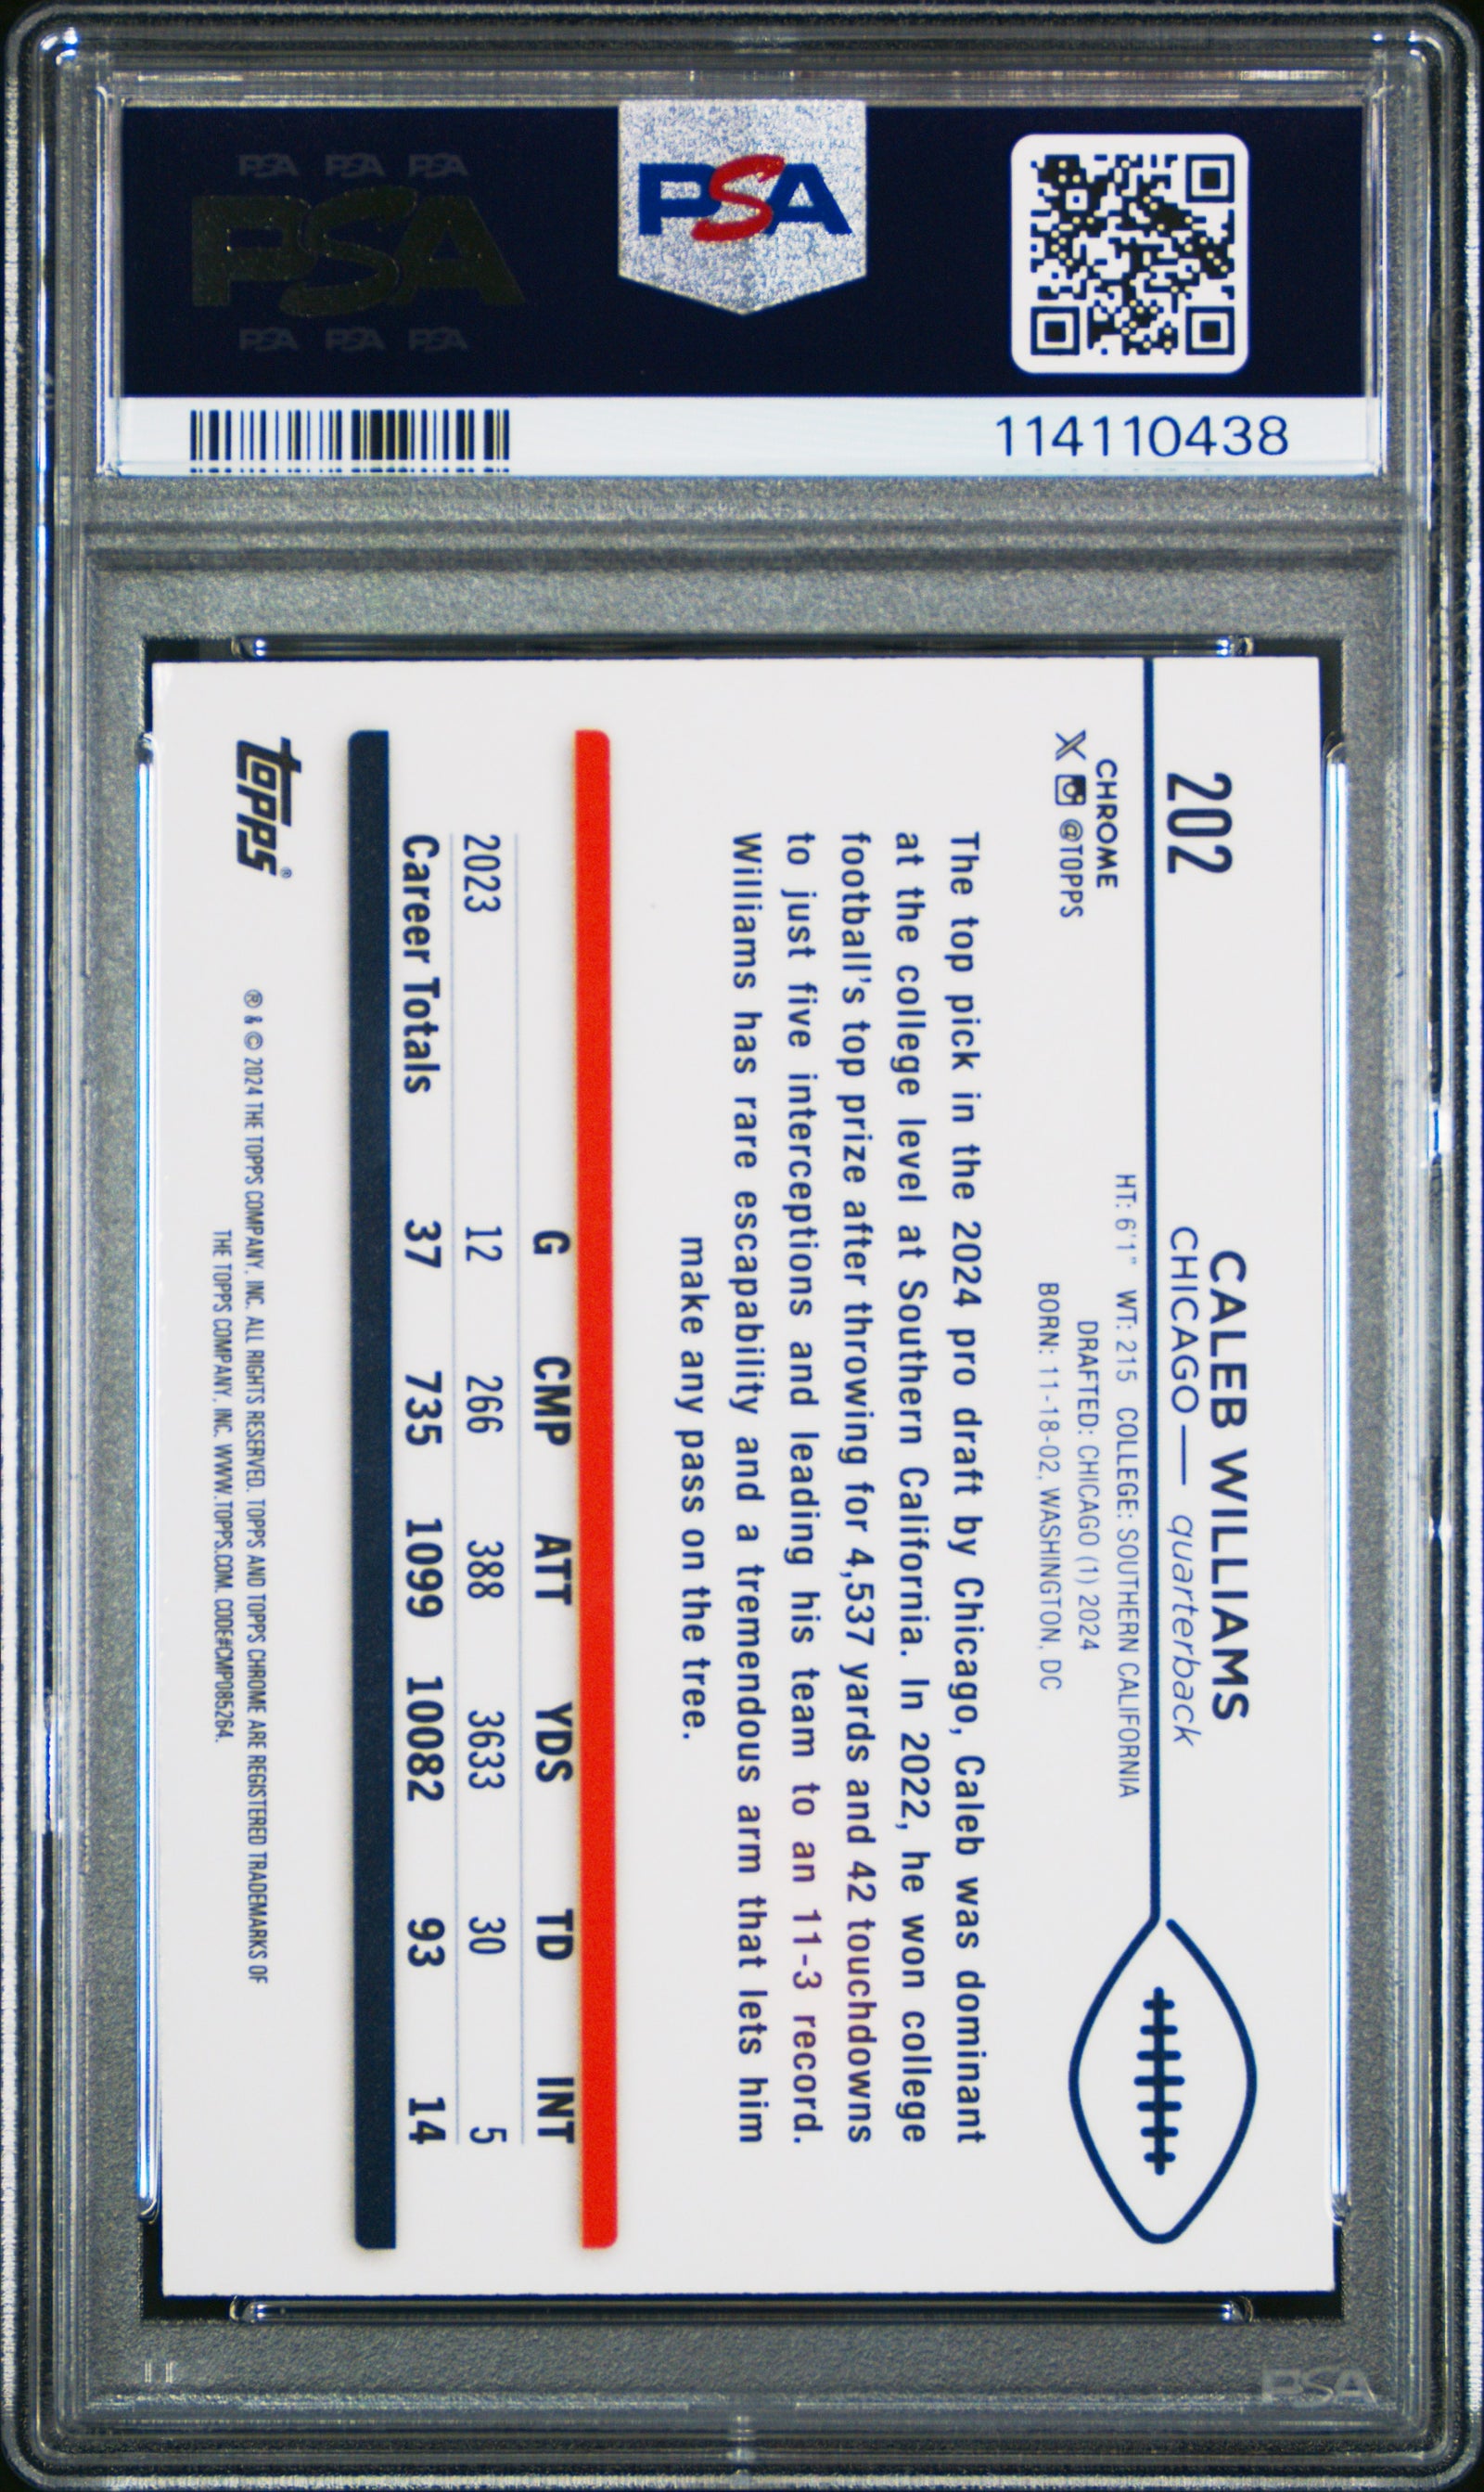 PSA PSA PSA
PSA
PSA PSA PSA
PSA
114110438
202
CALEB WILLIAMS
CHICAGO — quarterback
CHROME
X @TOPPS
HT: 6'1" WT: 215 COLLEGE: SOUTHERN CALIFORNIA
DRAFTED: CHICAGO (1) 2024
BORN: 11-18-02, WASHINGTON, DC
The top pick in the 2024 pro draft by Chicago, Caleb was dominant
at the college level at Southern California. In 2022, he won college
football's top prize after throwing for 4,537 yards and 42 touchdowns
to just five interceptions and leading his team to an 11-3 record.
Williams has rare escapability and a tremendous arm that lets him
make any pass on the tree.
G CMP ATT YDS TD INT
2023 12 266 388 3633 30 5
Career Totals 37 735 1099 10082 93 14
topps®
® & © 2024 THE TOPPS COMPANY, INC. ALL RIGHTS RESERVED. TOPPS AND TOPPS CHROME ARE REGISTERED TRADEMARKS OF
THE TOPPS COMPANY, INC. WWW.TOPPS.COM. CODE#CMP085264.
PSA